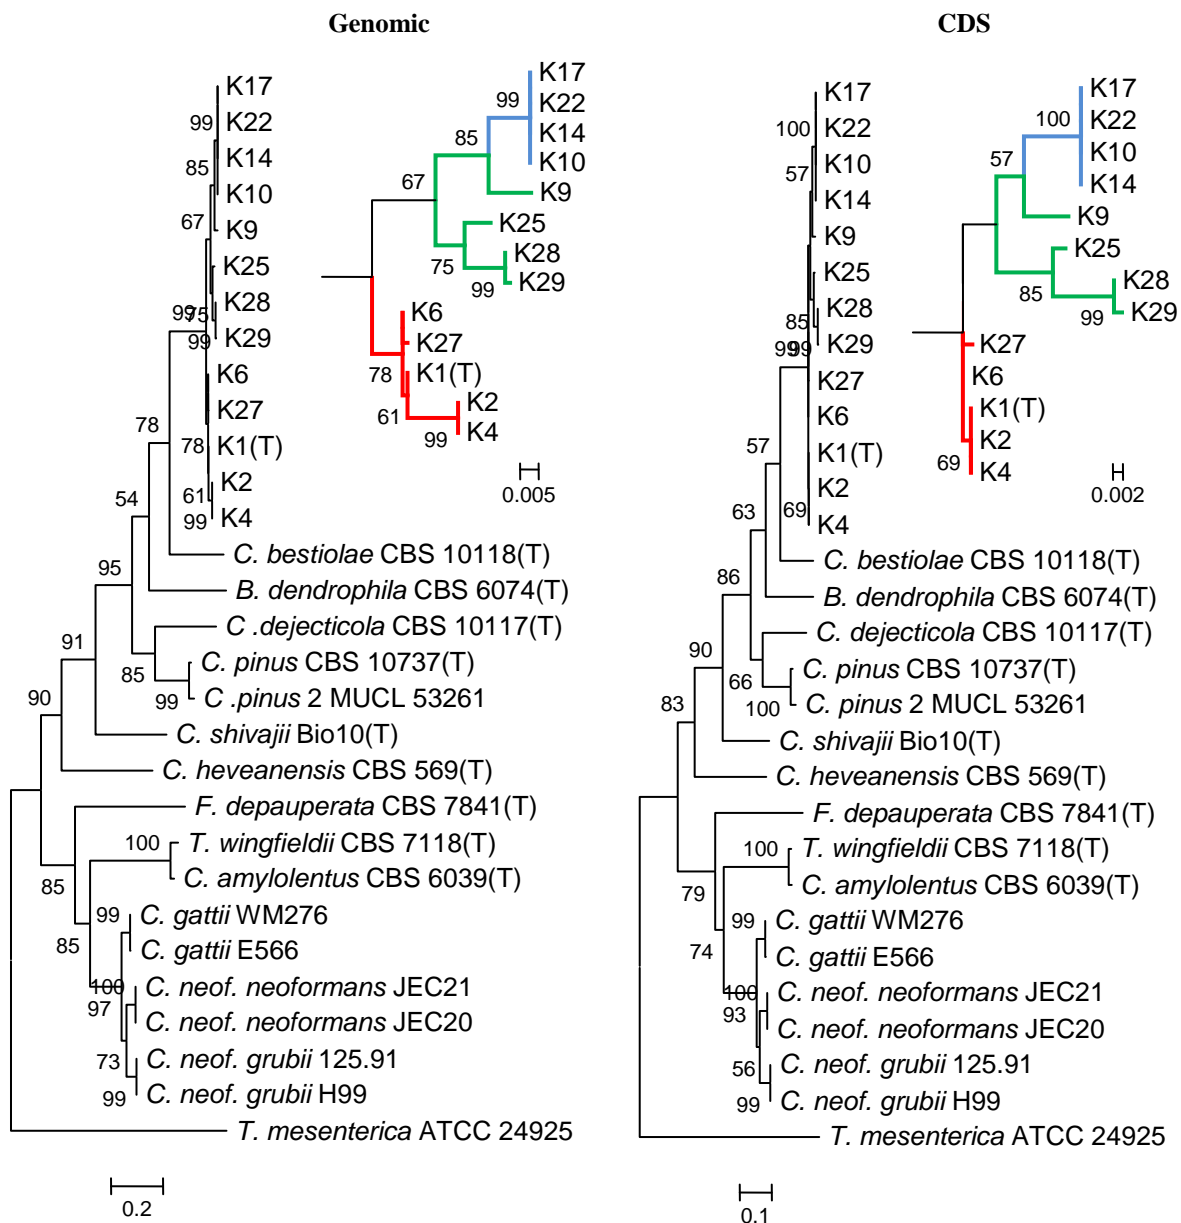 Genomic
K17
K22
K14
K10
K9
K25
K28
K29
K6
K27
K1(T)
K2
K4
C. bestiolae CBS 10118(T)
B. dendrophila CBS 6074(T)
C .dejecticola CBS 10117(T)
C. pinus CBS 10737(T)
C .pinus 2 MUCL 53261
C. shivajii Bio10(T)
C. heveanensis CBS 569(T)
F. depauperata CBS 7841(T)
T. wingfieldii CBS 7118(T)
C. amylolentus CBS 6039(T)
C. gattii WM276
C. gattii E566
C. neof. neoformans JEC21
C. neof. neoformans JEC20
C. neof. grubii 125.91
C. neof. grubii H99
T. mesenterica ATCC 24925
99
85
67
99
75
99
78
61
99
78
54
95
91
85
99
90
100
85
85
99
100
97
73
99
0.2
K17
K22
K14
K10
K9
K25
K28
K29
K6
K27
K1(T)
K2
K4
99
85
67
75
99
78
61
99
0.005
CDS
K17
K22
K10
K14
K9
K25
K28
K29
K27
K6
K1(T)
K2
K4
C. bestiolae CBS 10118(T)
B. dendrophila CBS 6074(T)
C. dejecticola CBS 10117(T)
C. pinus CBS 10737(T)
C. pinus 2 MUCL 53261
C. shivajii Bio10(T)
C. heveanensis CBS 569(T)
F. depauperata CBS 7841(T)
T. wingfieldii CBS 7118(T)
C. amylolentus CBS 6039(T)
C. gattii WM276
C. gattii E566
C. neof. neoformans JEC21
C. neof. neoformans JEC20
C. neof. grubii 125.91
C. neof. grubii H99
T. mesenterica ATCC 24925
100
57
85
99
99
69
57
63
86
90
66
100
83
100
79
74
99
100
93
56
99
0.1
K17
K22
K10
K14
K9
K25
K28
K29
K27
K6
K1(T)
K2
K4
100
57
85
99
69
0.002